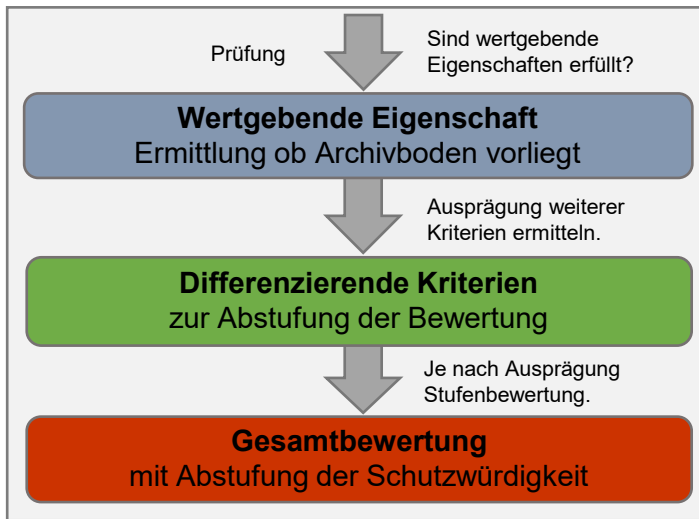 Prüfung
Sind wertgebende
Eigenschaften erfüllt?
Wertgebende Eigenschaft
Ermittlung ob Archivboden vorliegt
Ausprägung weiterer
Kriterien ermitteln.
Differenzierende Kriterien
zur Abstufung der Bewertung
Je nach Ausprägung
Stufenbewertung.
Gesamtbewertung
mit Abstufung der Schutzwürdigkeit